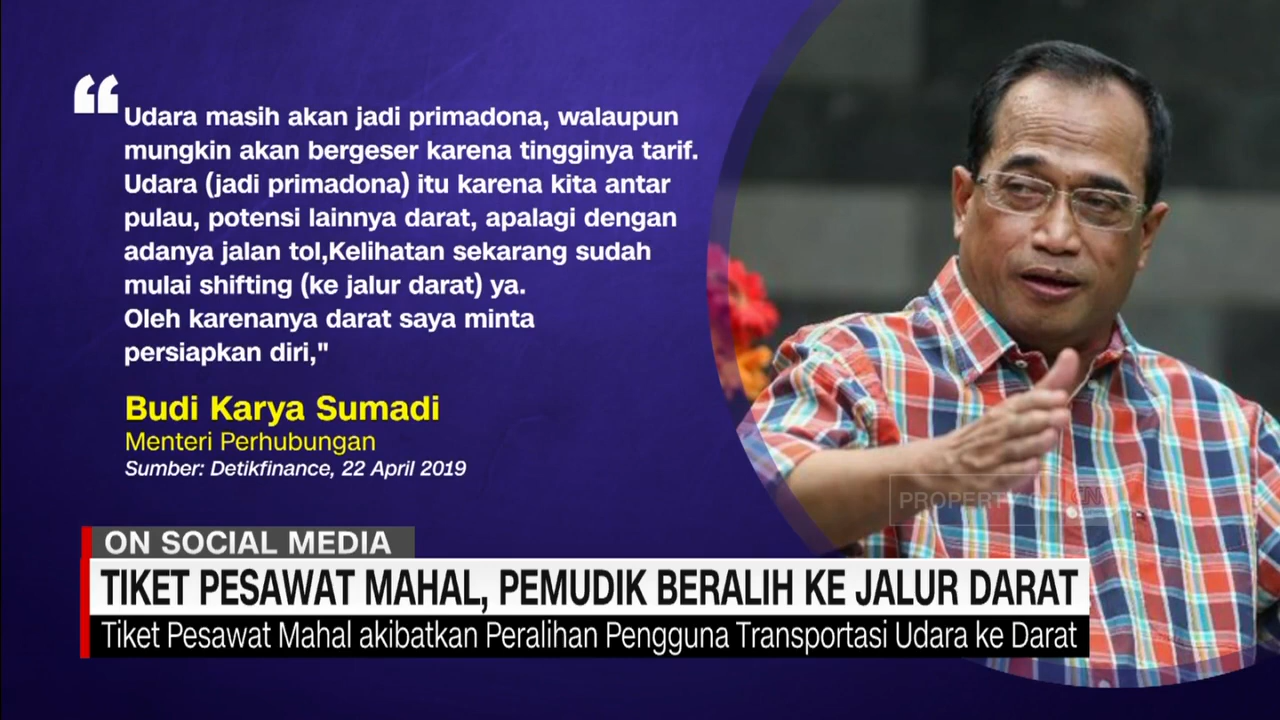 “
Udara masih akan jadi primadona, walaupun
mungkin akan bergeser karena tingginya tarif.
Udara (jadi primadona) itu karena kita antar
pulau, potensi lainnya darat, apalagi dengan
adanya jalan tol,Kelihatan sekarang sudah
mulai shifting (ke jalur darat) ya.
Oleh karenanya darat saya minta
persiapkan diri,"
Budi Karya Sumadi
Menteri Perhubungan
Sumber: Detikfinance, 22 April 2019
PROPERTY
CNN
ON SOCIAL MEDIA
TIKET PESAWAT MAHAL, PEMUDIK BERALIH KE JALUR DARAT
Tiket Pesawat Mahal akibatkan Peralihan Pengguna Transportasi Udara ke Darat